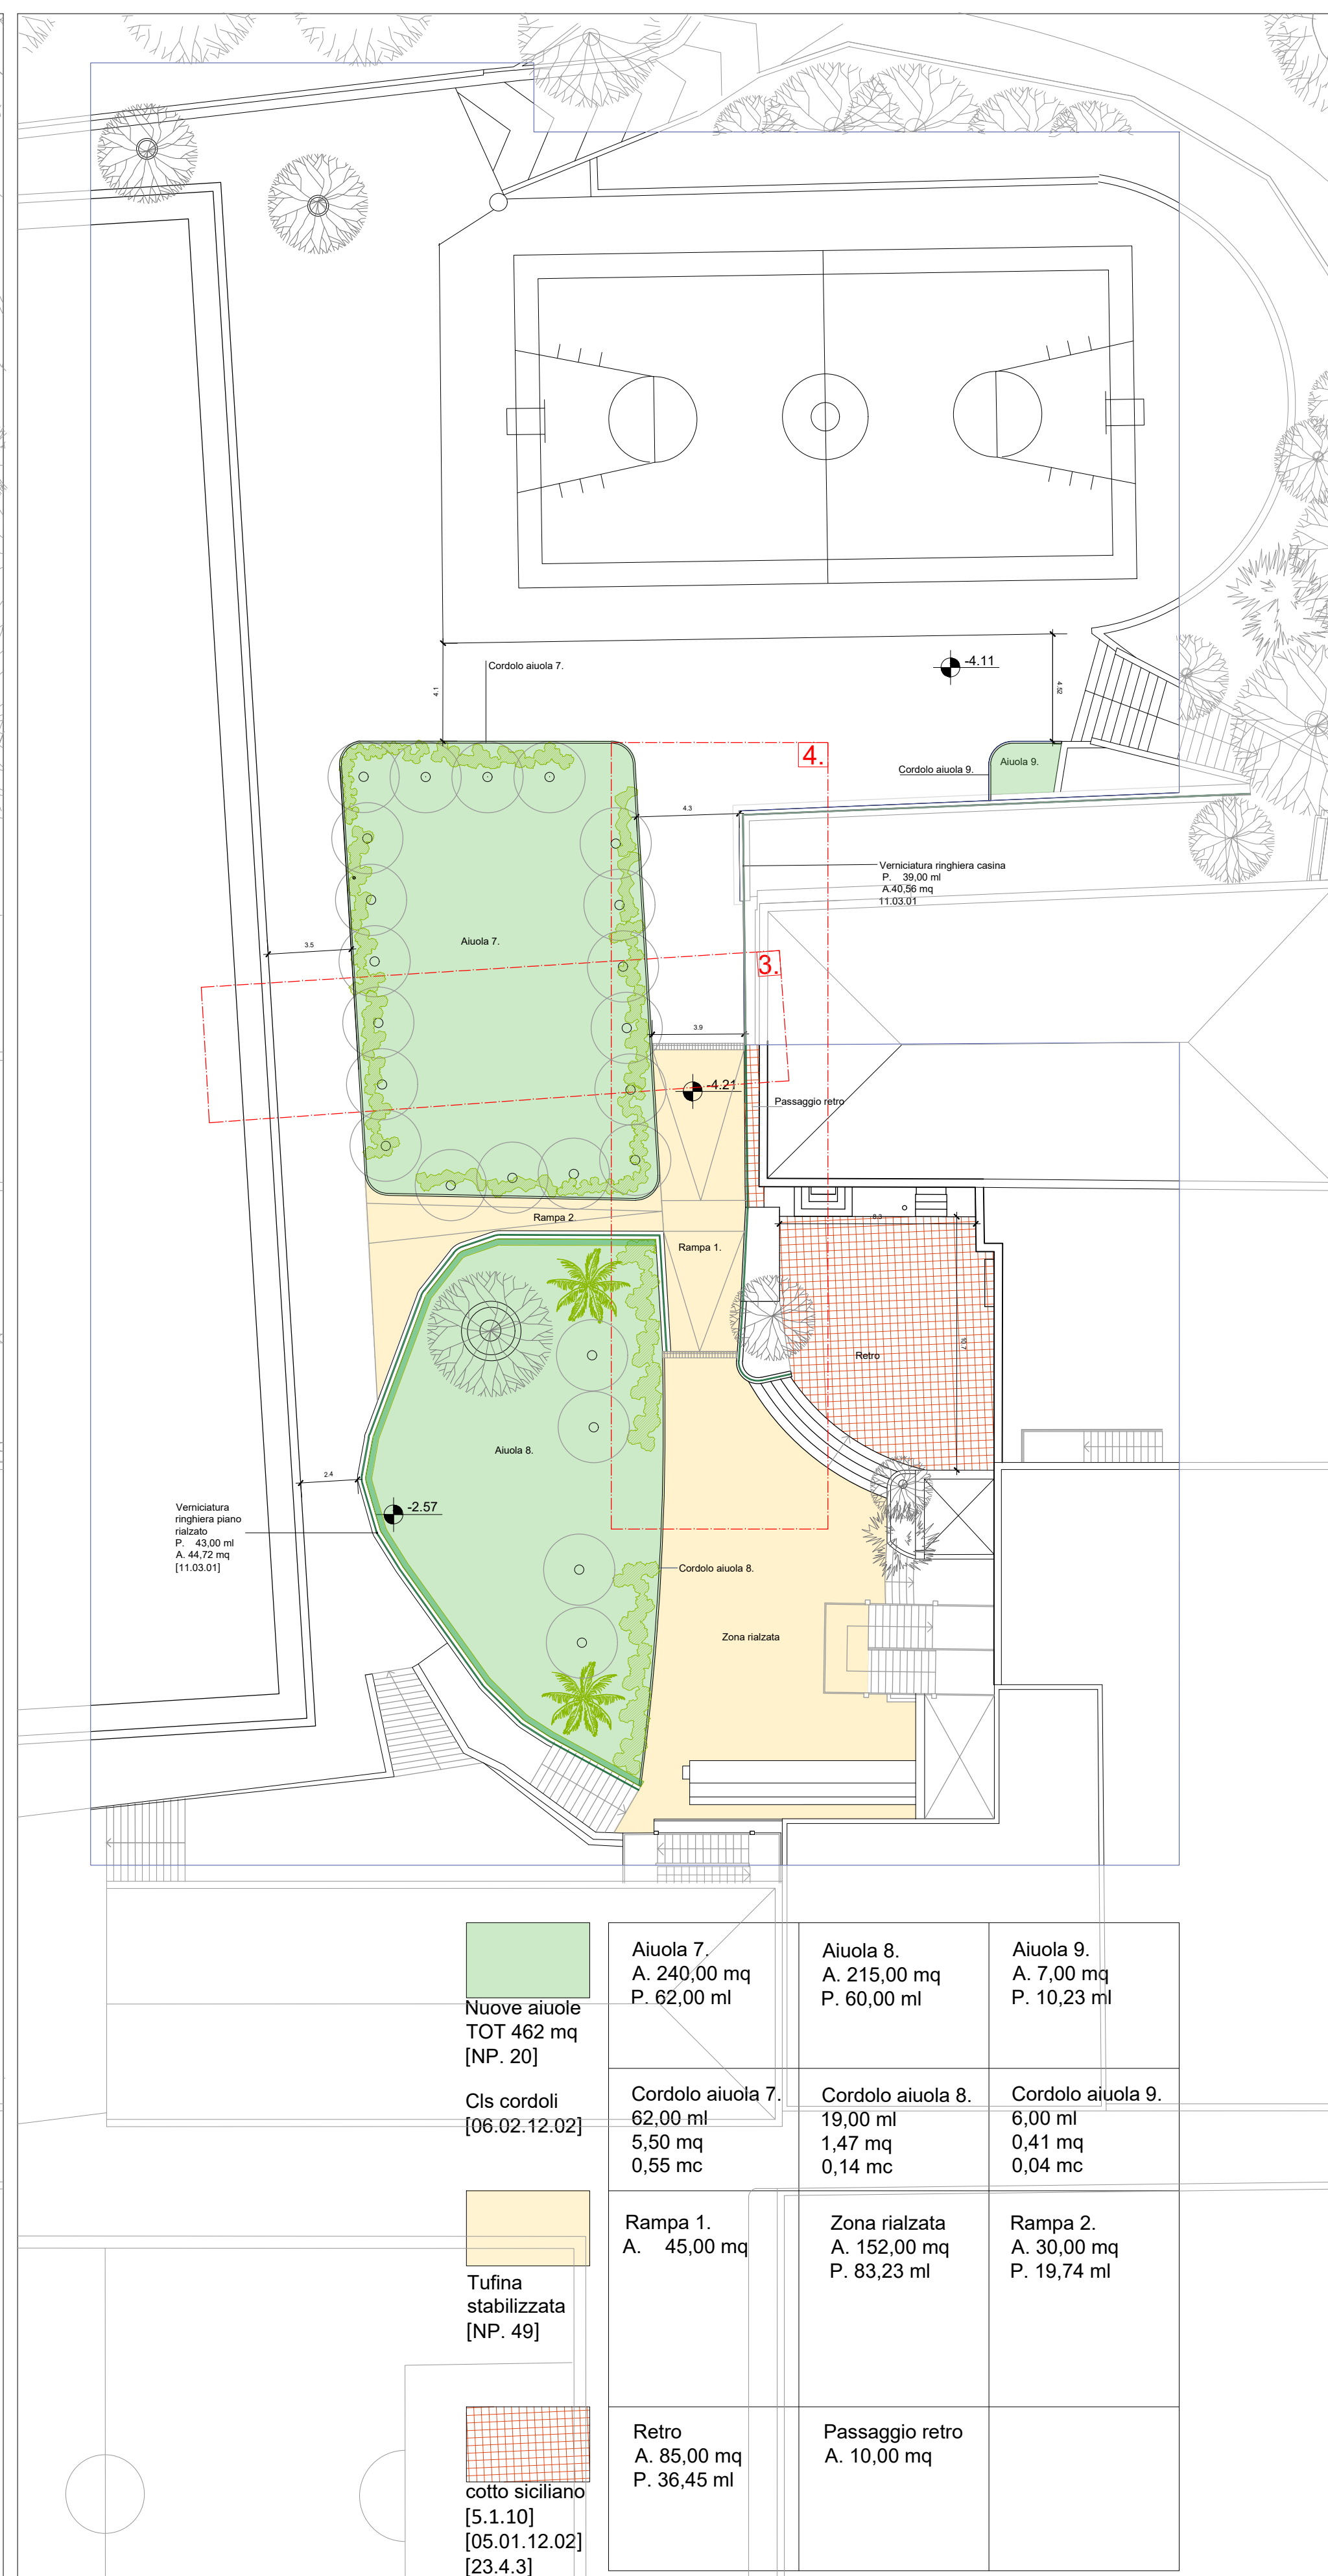 -4.11
Cordolo aiuola 7.
4.1
4.52
4.
Aiuola 9.
Cordolo aiuola 9.
4.3
Verniciatura ringhiera casina
P. 39,00 ml
A.40,56 mq
11.03.01
Aiuola 7.
3.5
3.
3.9
-4.21
Passaggio retro
Rampa 2.
8,3
Rampa 1.
10,7
Retro
Aiuola 8.
2.4
-2.57
Verniciatura
ringhiera piano
rialzato
P. 43,00 ml
A. 44,72 mq
[11.03.01]
Cordolo aiuola 8.
Zona rialzata
Nuove aiuole
TOT 462 mq
[NP. 20]
Aiuola 7.
A. 240,00 mq
P. 62,00 ml
Aiuola 8.
A. 215,00 mq
P. 60,00 ml
Aiuola 9.
A. 7,00 mq
P. 10,23 ml
Cls cordoli
[06.02.12.02]
Cordolo aiuola 7.
62,00 ml
5,50 mq
0,55 mc
Cordolo aiuola 8.
19,00 ml
1,47 mq
0,14 mc
Cordolo aiuola 9.
6,00 ml
0,41 mq
0,04 mc
Tufina
stabilizzata
[NP. 49]
Rampa 1.
A. 45,00 mq
Zona rialzata
A. 152,00 mq
P. 83,23 ml
Rampa 2.
A. 30,00 mq
P. 19,74 ml
cotto siciliano
[5.1.10]
[05.01.12.02]
[23.4.3]
Retro
A. 85,00 mq
P. 36,45 ml
Passaggio retro
A. 10,00 mq